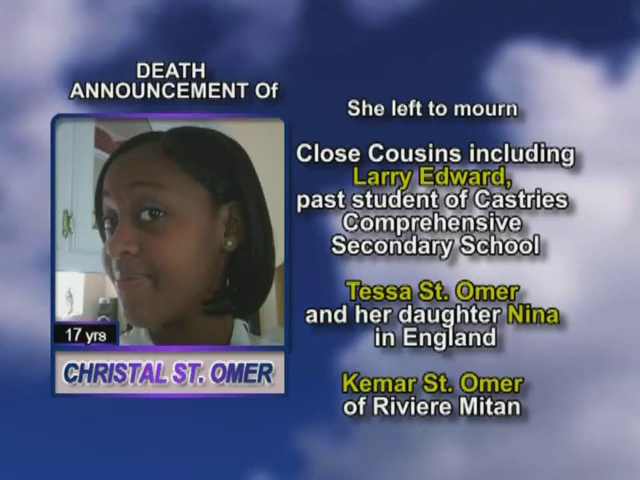 DEATH
ANNOUNCEMENT Of
17 yrs
CHRISTAL ST. OMER
She left to mourn
Close Cousins including
Larry Edward,
past student of Castries
Comprehensive
Secondary School
Tessa St. Omer
and her daughter Nina
in England
Kemar St. Omer
of Riviere Mitan